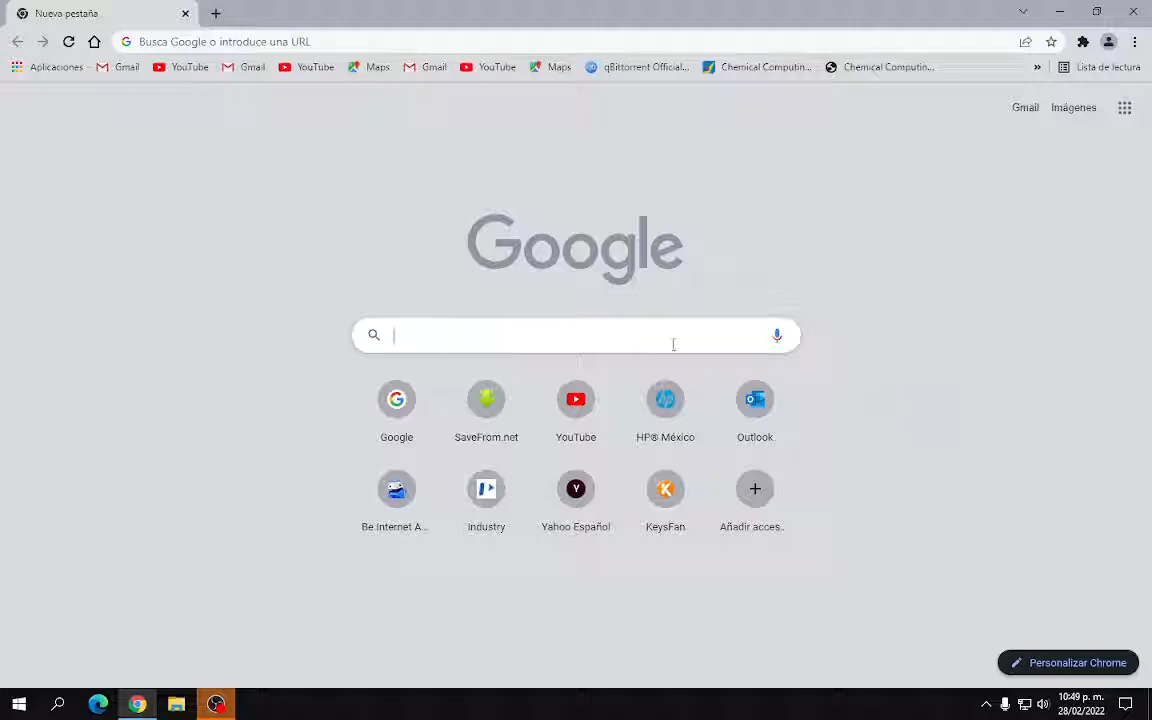 Nueva pestaña
Busca Google o introduce una URL
Aplicaciones Gmail YouTube Gmail YouTube Maps Gmail YouTube Maps qBittorrent Official... Chemical Computin... Chemical Computin... » Lista de lectura
Gmail Imágenes
Google
Google SaveFrom.net YouTube HP® México Outlook
Be Internet A... Industry Yahoo Español KeysFan Añadir acces...
Personalizar Chrome
10:49 p. m.
28/02/2022